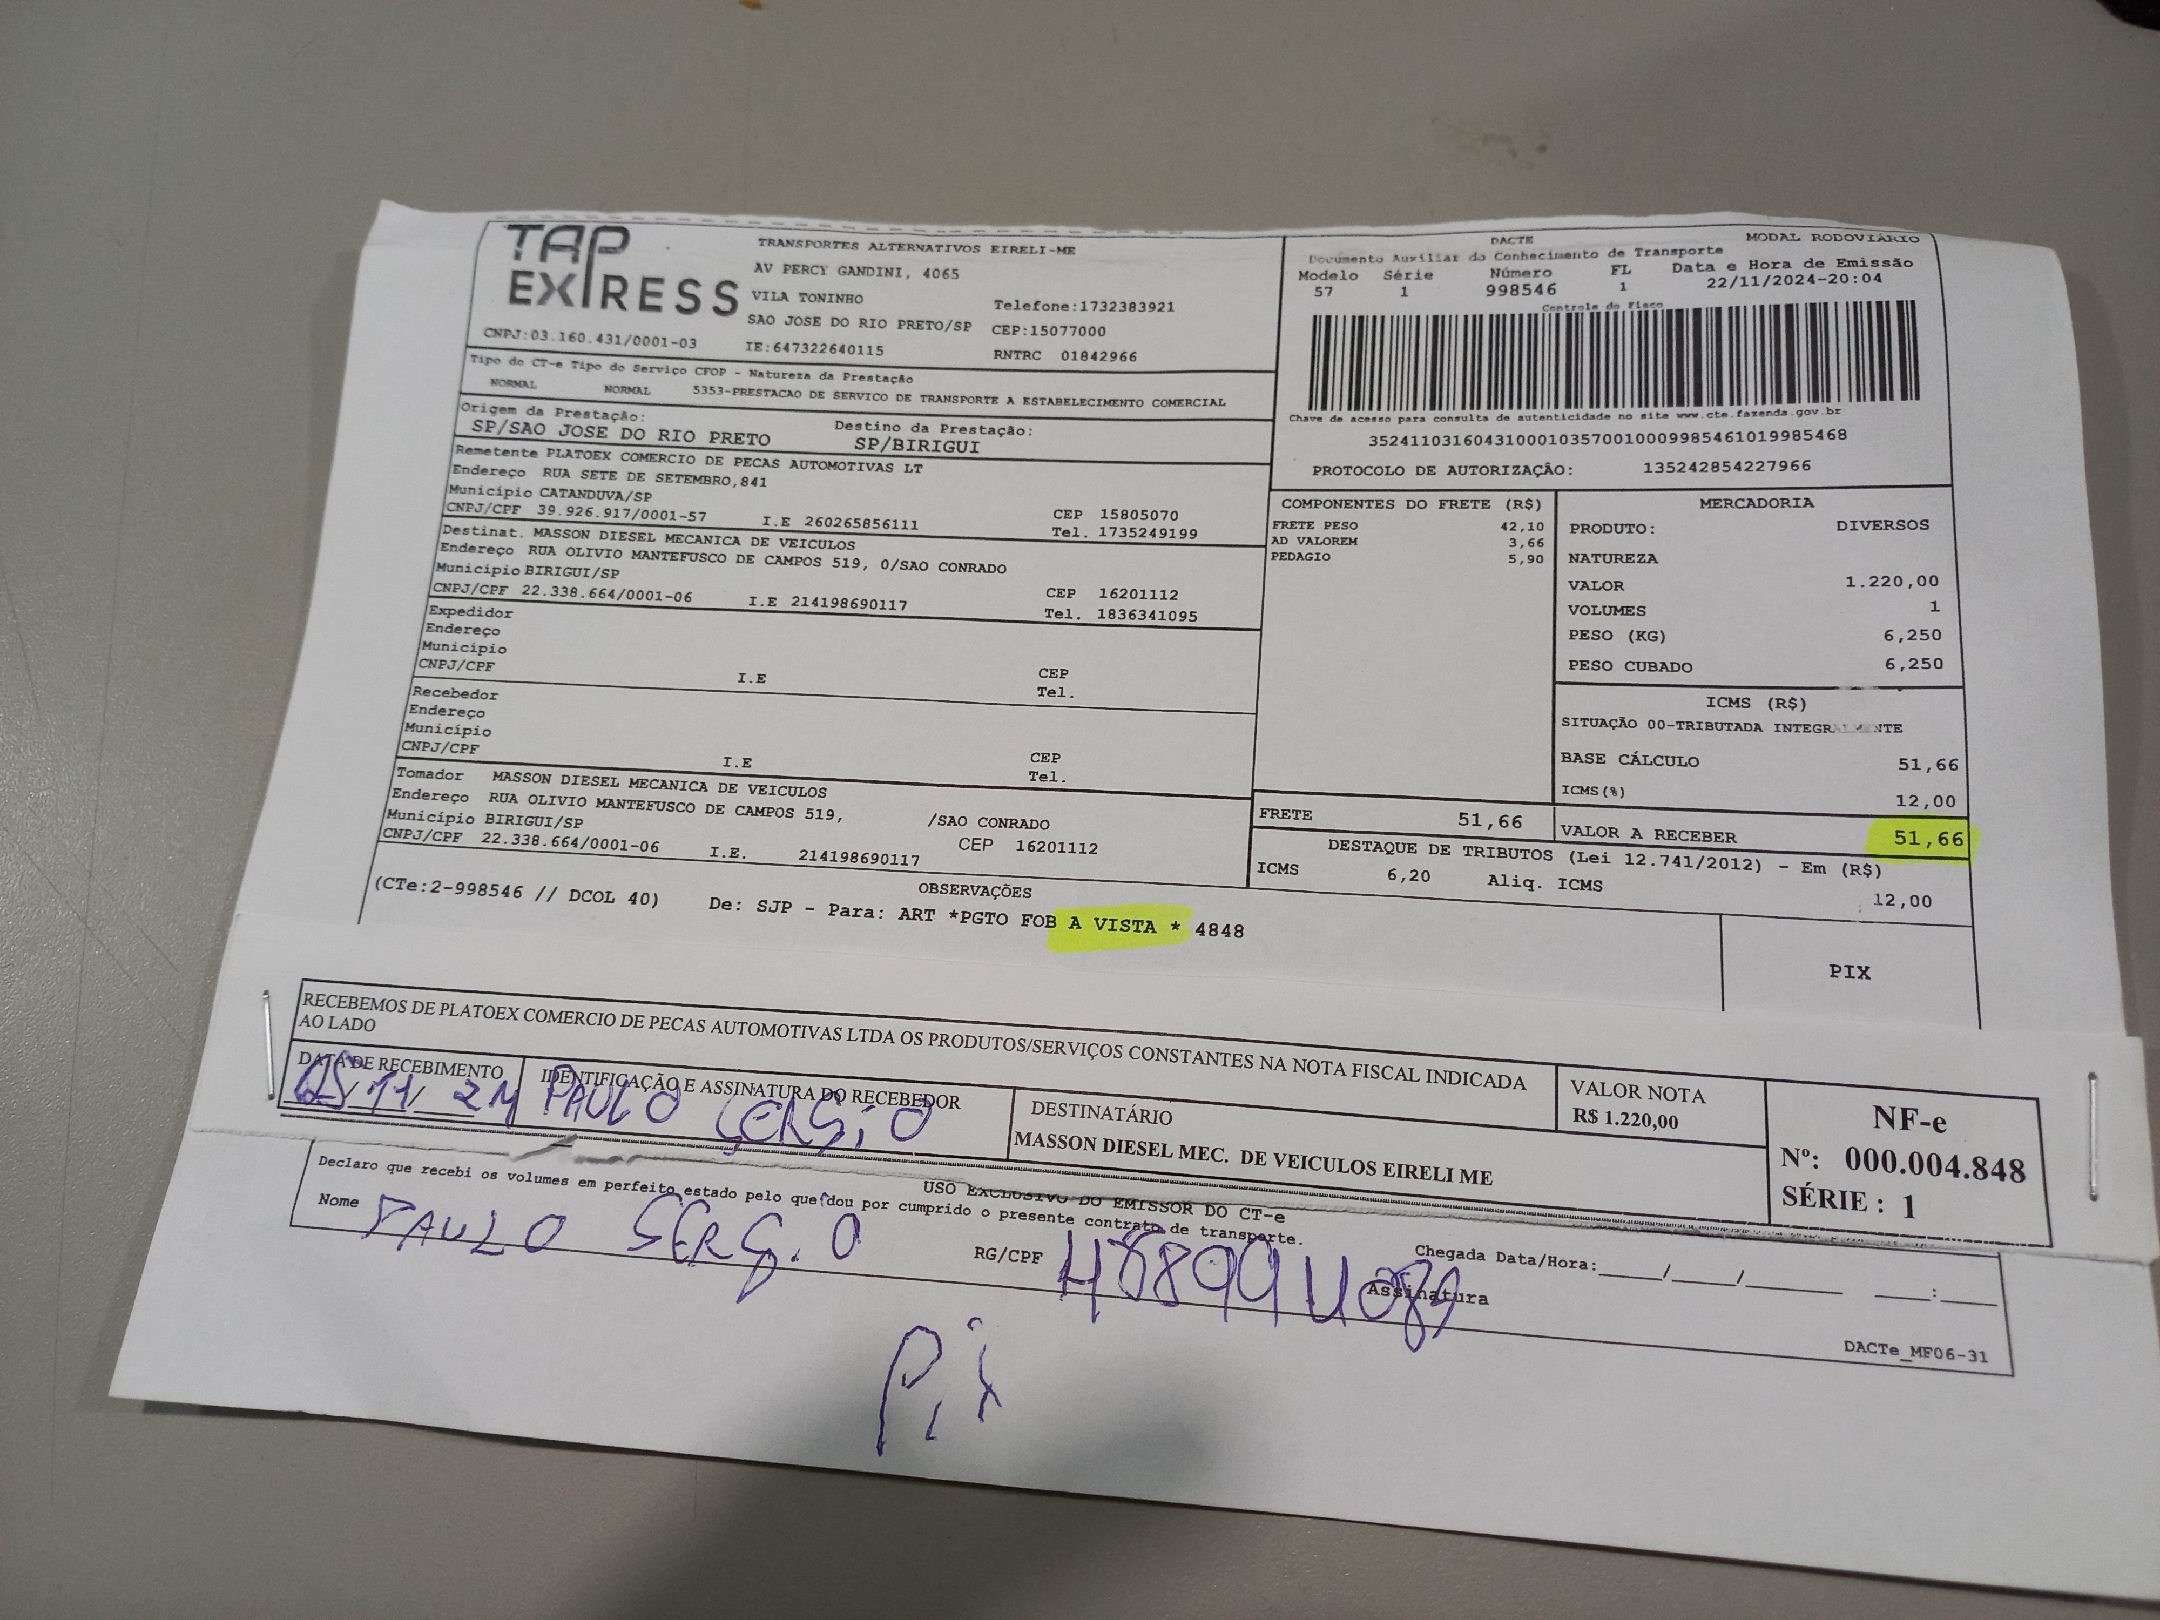 TAP EXPRESS
TRANSPORTES ALTERNATIVOS EIRELI-ME
AV PERCY GANDINI, 4065
VILA TONINHO
Telefone:1732383921
SAO JOSE DO RIO PRETO/SP CEP:15077000
CNPJ:03.160.431/0001-03 IE:647322640115 RNTRC 01842966
DACTE MODAL RODOVIÁRIO
Documento Auxiliar do Conhecimento de Transporte
Modelo Série Número FL Data e Hora de Emissão
57 1 998546 1 22/11/2024-20:04
Controle do Fisco
Chave de acesso para consulta de autenticidade no site www.cte.fazenda.gov.br
35241103160431000103570010009985461019985468
PROTOCOLO DE AUTORIZAÇÃO: 135242854227966
Tipo do CT-e Tipo do Serviço CFOP - Natureza da Prestação
NORMAL NORMAL 5353-PRESTACAO DE SERVICO DE TRANSPORTE A ESTABELECIMENTO COMERCIAL
Origem da Prestação: Destino da Prestação:
SP/SAO JOSE DO RIO PRETO SP/BIRIGUI
Remetente PLATOEX COMERCIO DE PECAS AUTOMOTIVAS LT
Endereço RUA SETE DE SETEMBRO,841
Município CATANDUVA/SP CEP 15805070
CNPJ/CPF 39.926.917/0001-57 I.E 260265856111 Tel. 1735249199
Destinat. MASSON DIESEL MECANICA DE VEICULOS
Endereço RUA OLIVIO MANTEFUSCO DE CAMPOS 519, 0/SAO CONRADO
Município BIRIGUI/SP CEP 16201112
CNPJ/CPF 22.338.664/0001-06 I.E 214198690117 Tel. 1836341095
Expedidor
Endereço
Município CEP
CNPJ/CPF I.E Tel.
Recebedor
Endereço
Município CEP
CNPJ/CPF I.E Tel.
Tomador MASSON DIESEL MECANICA DE VEICULOS
Endereço RUA OLIVIO MANTEFUSCO DE CAMPOS 519, /SAO CONRADO
Município BIRIGUI/SP CEP 16201112
CNPJ/CPF 22.338.664/0001-06 I.E. 214198690117
COMPONENTES DO FRETE (R$)
FRETE PESO 42,10
AD VALOREM 3,66
PEDAGIO 5,90
MERCADORIA
PRODUTO: DIVERSOS
NATUREZA
VALOR 1.220,00
VOLUMES 1
PESO (KG) 6,250
PESO CUBADO 6,250
ICMS (R$)
SITUAÇÃO 00-TRIBUTADA INTEGRALMENTE
BASE CÁLCULO 51,66
ICMS(%) 12,00
FRETE 51,66 VALOR A RECEBER 51,66
DESTAQUE DE TRIBUTOS (Lei 12.741/2012) - Em (R$)
ICMS 6,20 Aliq. ICMS 12,00
OBSERVAÇÕES
(CTe:2-998546 // DCOL 40) De: SJP - Para: ART *PGTO FOB A VISTA * 4848
PIX
RECEBEMOS DE PLATOEX COMERCIO DE PECAS AUTOMOTIVAS LTDA OS PRODUTOS/SERVIÇOS CONSTANTES NA NOTA FISCAL INDICADA
AO LADO
DATA DE RECEBIMENTO IDENTIFICAÇÃO E ASSINATURA DO RECEBEDOR
PAULO SERGIO
DESTINATÁRIO
MASSON DIESEL MEC. DE VEICULOS EIRELI ME
VALOR NOTA
R$ 1.220,00
NF-e
Nº: 000.004.848
SÉRIE : 1
USO EXCLUSIVO DO EMISSOR DO CT-e
Declaro que recebi os volumes em perfeito estado pelo que dou por cumprido o presente contrato de transporte.
Nome PAULO SERGIO RG/CPF
Chegada Data/Hora:____/____/______ ____:____
Assinatura
DACTe_MF06-31
Pix